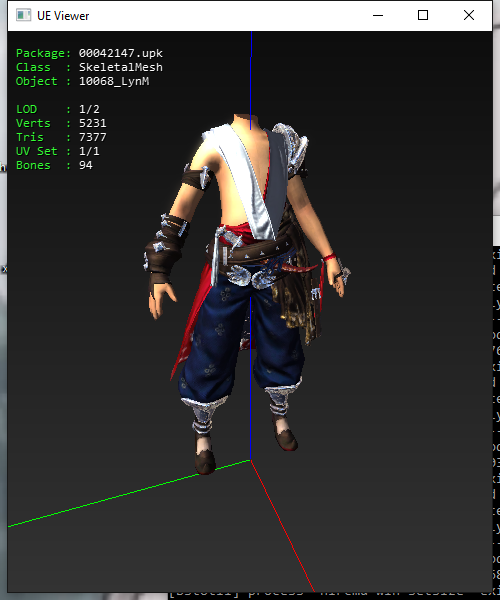 UE Viewer
Package: 00042147.upk
Class : SkeletalMesh
Object : 10068_LynM
LOD : 1/2
Verts : 5231
Tris : 7377
UV Set : 1/1
Bones : 94